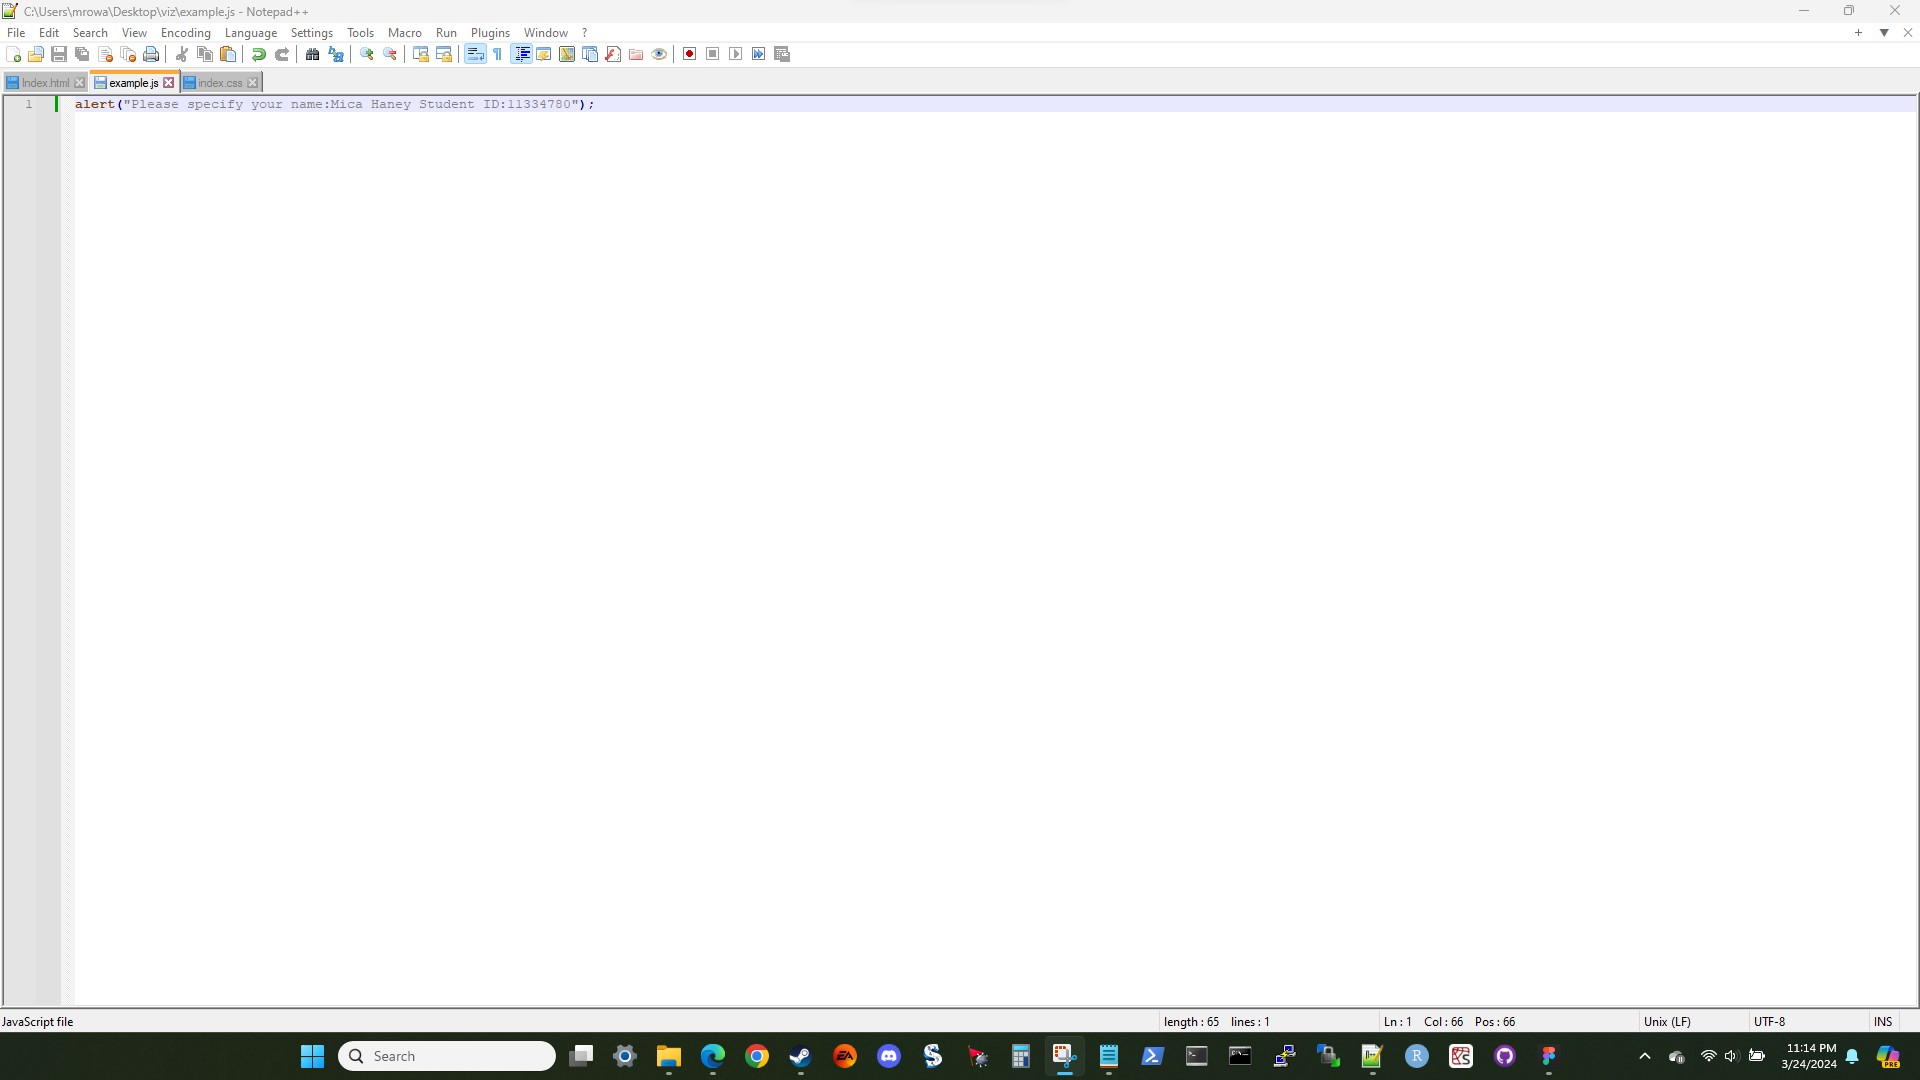 C:\Users\mrowa\Desktop\viz\example.js - Notepad++
File Edit Search View Encoding Language Settings Tools Macro Run Plugins Window ?
Index.html example.js index.css
1 alert("Please specify your name:Mica Haney Student ID:11334780");
JavaScript file length : 65 lines : 1 Ln : 1 Col : 66 Pos : 66 Unix (LF) UTF-8 INS
Search
11:14 PM
3/24/2024